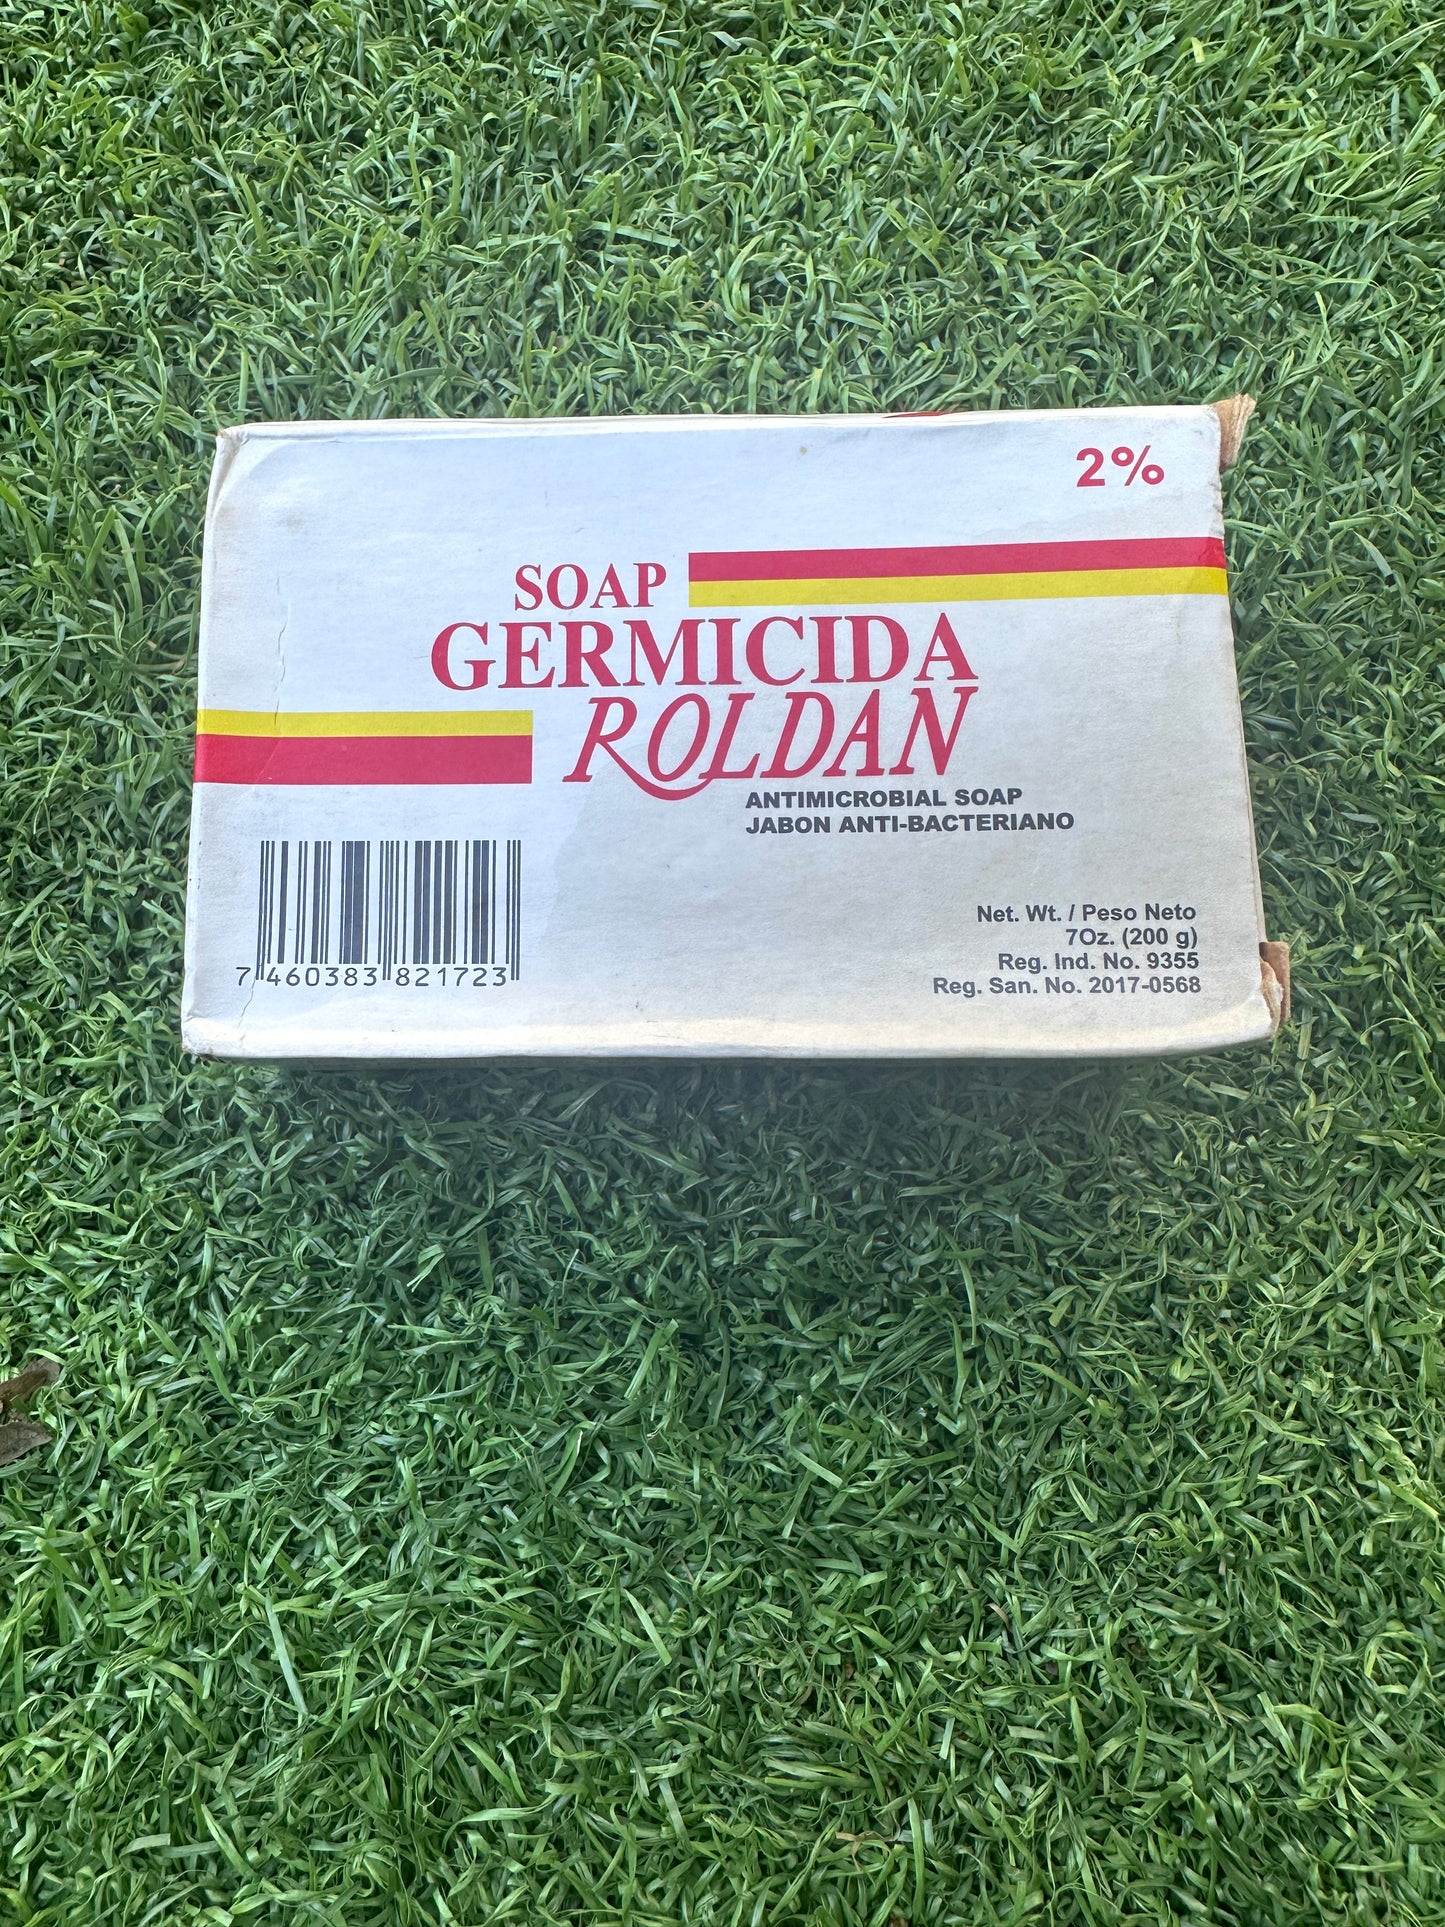 2%
SOAP
GERMICIDA
ROLDAN
ANTIMICROBIAL SOAP
JABON ANTI-BACTERIANO
7 460383 821723
Net. Wt. / Peso Neto
7Oz. (200 g)
Reg. Ind. No. 9355
Reg. San. No. 2017-0568